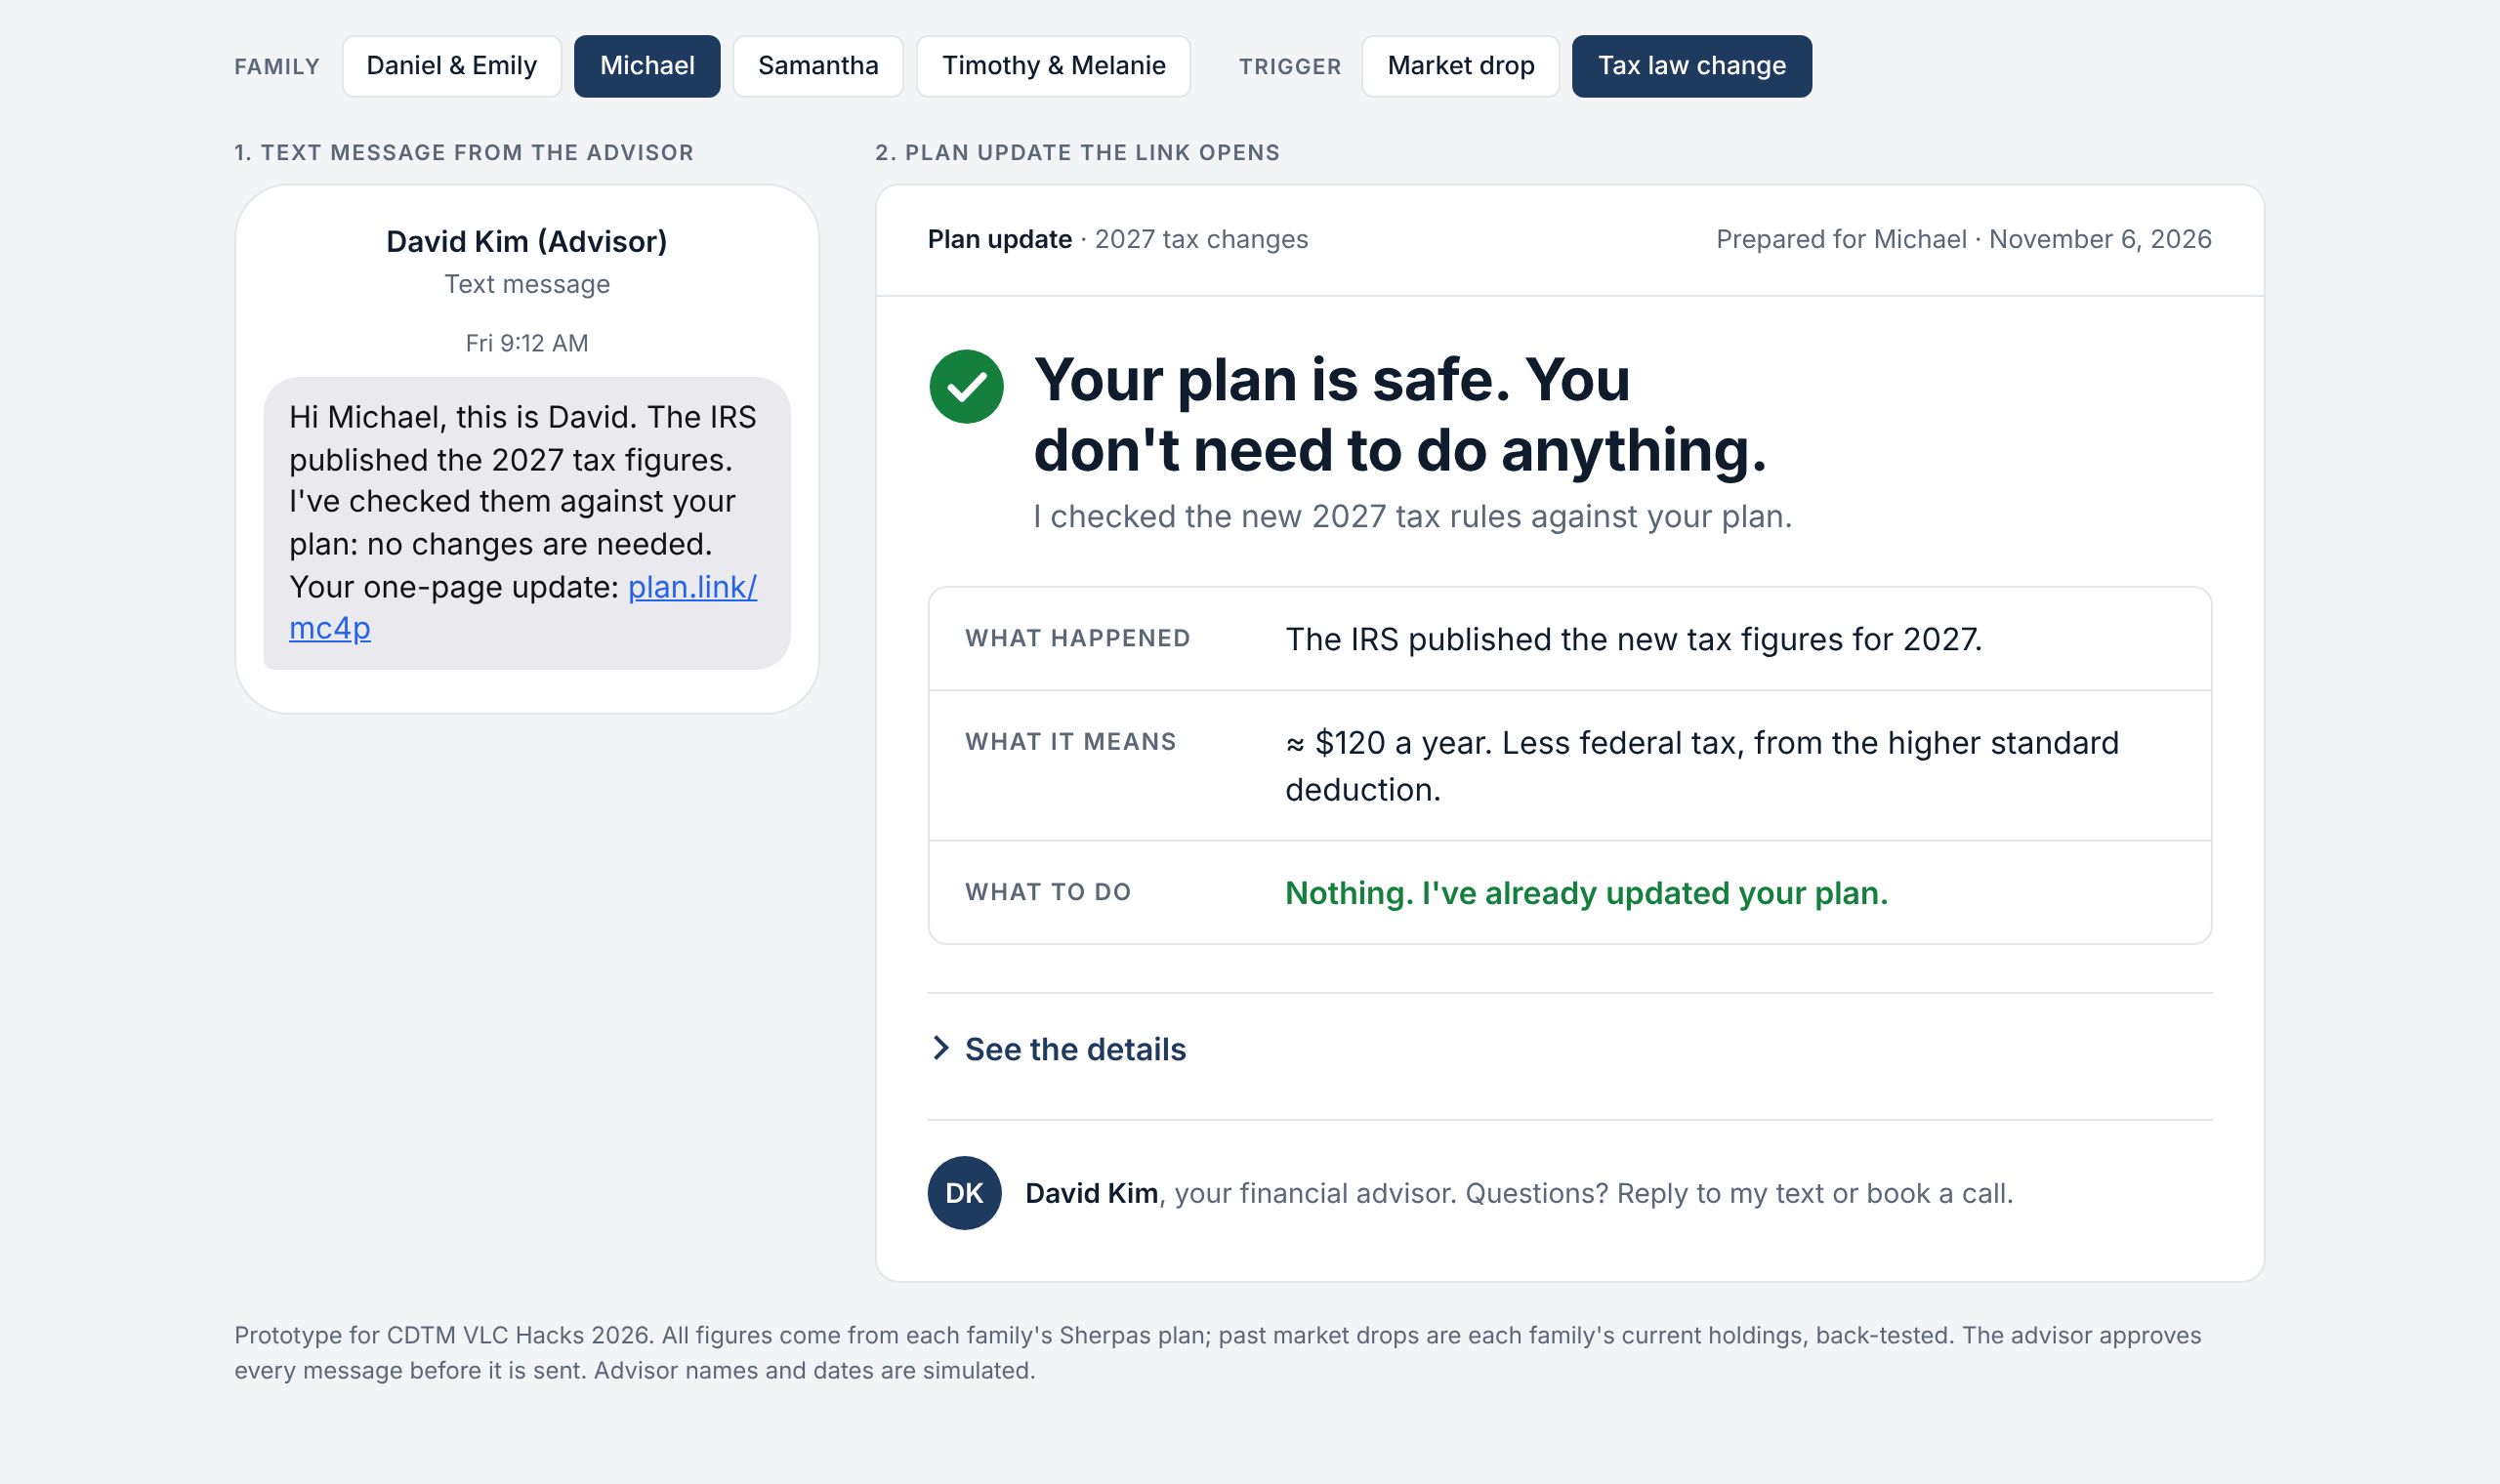 FAMILY Daniel & Emily Michael Samantha Timothy & Melanie TRIGGER Market drop Tax law change
1. TEXT MESSAGE FROM THE ADVISOR
David Kim (Advisor)
Text message
Fri 9:12 AM
Hi Michael, this is David. The IRS
published the 2027 tax figures.
I've checked them against your
plan: no changes are needed.
Your one-page update: plan.link/
mc4p
2. PLAN UPDATE THE LINK OPENS
Plan update · 2027 tax changes
Prepared for Michael · November 6, 2026
Your plan is safe. You
don't need to do anything.
I checked the new 2027 tax rules against your plan.
WHAT HAPPENED The IRS published the new tax figures for 2027.
WHAT IT MEANS ≈ $120 a year. Less federal tax, from the higher standard
deduction.
WHAT TO DO Nothing. I've already updated your plan.
See the details
DK David Kim, your financial advisor. Questions? Reply to my text or book a call.
Prototype for CDTM VLC Hacks 2026. All figures come from each family's Sherpas plan; past market drops are each family's current holdings, back-tested. The advisor approves
every message before it is sent. Advisor names and dates are simulated.